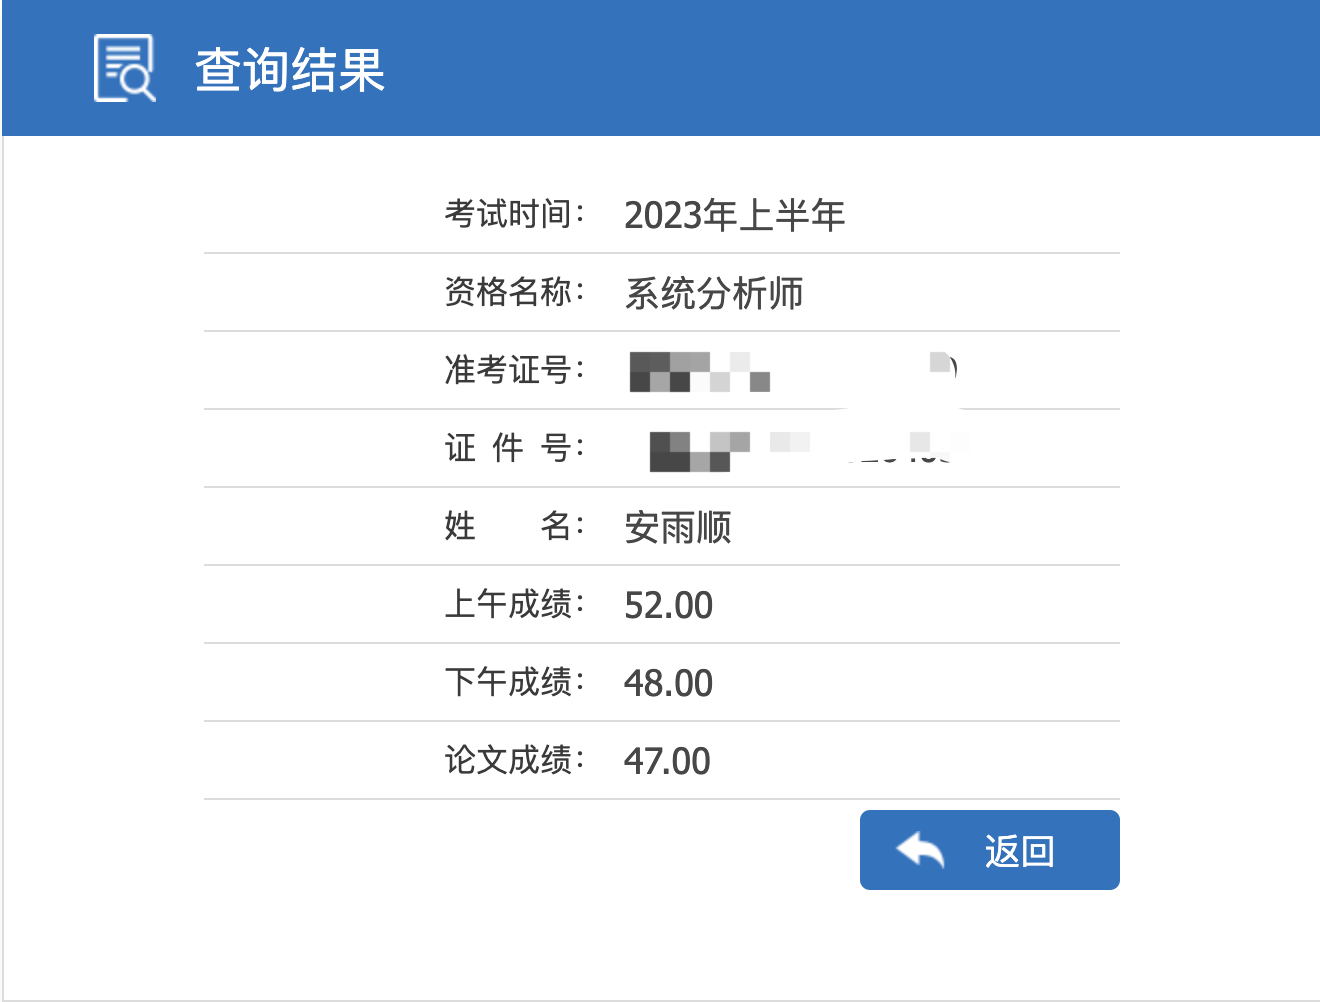 查询结果
考试时间： 2023年上半年
资格名称： 系统分析师
准考证号：
证 件 号：
姓 名： 安雨顺
上午成绩： 52.00
下午成绩： 48.00
论文成绩： 47.00
返回